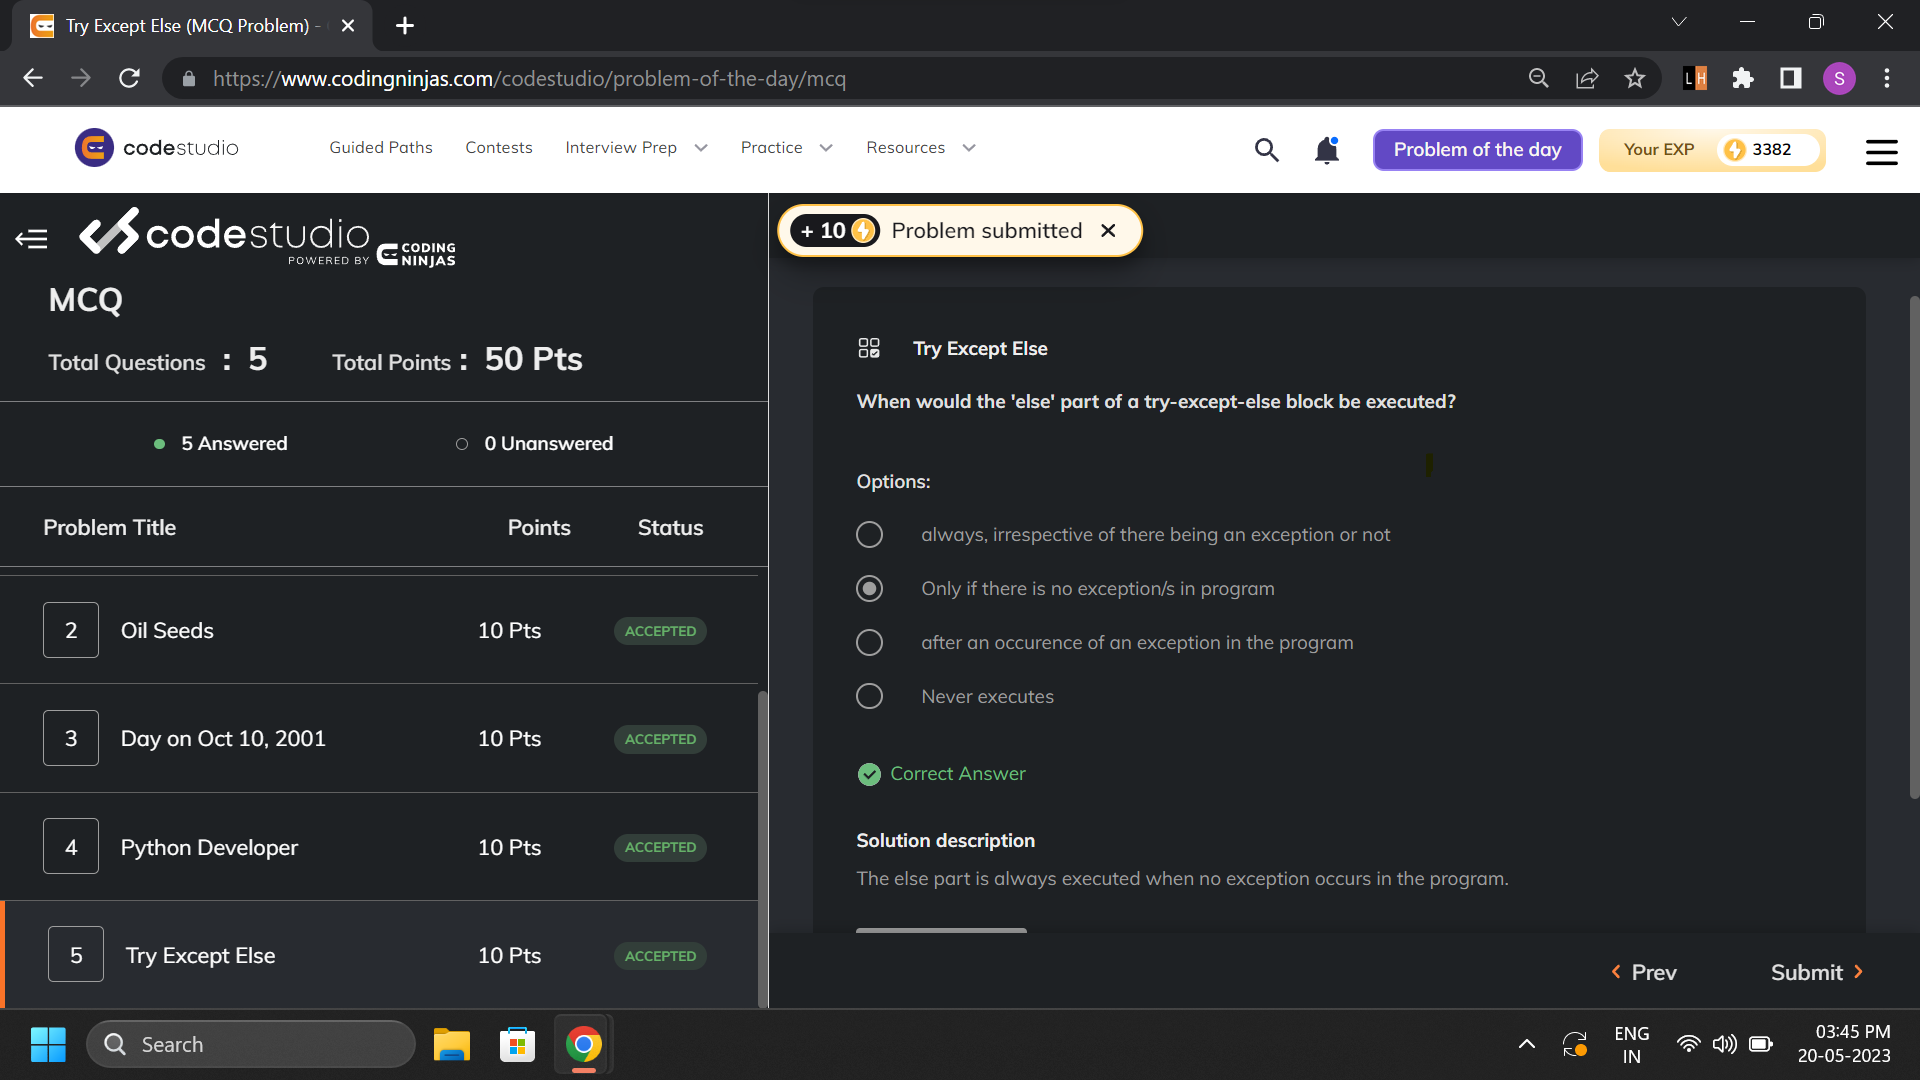 Try Except Else (MCQ Problem) -
https://www.codingninjas.com/codestudio/problem-of-the-day/mcq
L H
S
codestudio
Guided Paths
Contests
Interview Prep
Practice
Resources
Problem of the day
Your EXP
3382
codestudio
POWERED BY
CODING
NINJAS
+ 10
Problem submitted
MCQ
Total Questions : 5
Total Points : 50 Pts
5 Answered
0 Unanswered
Problem Title
Points
Status
2
Oil Seeds
10 Pts
ACCEPTED
3
Day on Oct 10, 2001
10 Pts
ACCEPTED
4
Python Developer
10 Pts
ACCEPTED
5
Try Except Else
10 Pts
ACCEPTED
Try Except Else
When would the 'else' part of a try-except-else block be executed?
Options:
always, irrespective of there being an exception or not
Only if there is no exception/s in program
after an occurence of an exception in the program
Never executes
Correct Answer
Solution description
The else part is always executed when no exception occurs in the program.
Prev
Submit
Search
ENG
IN
03:45 PM
20-05-2023